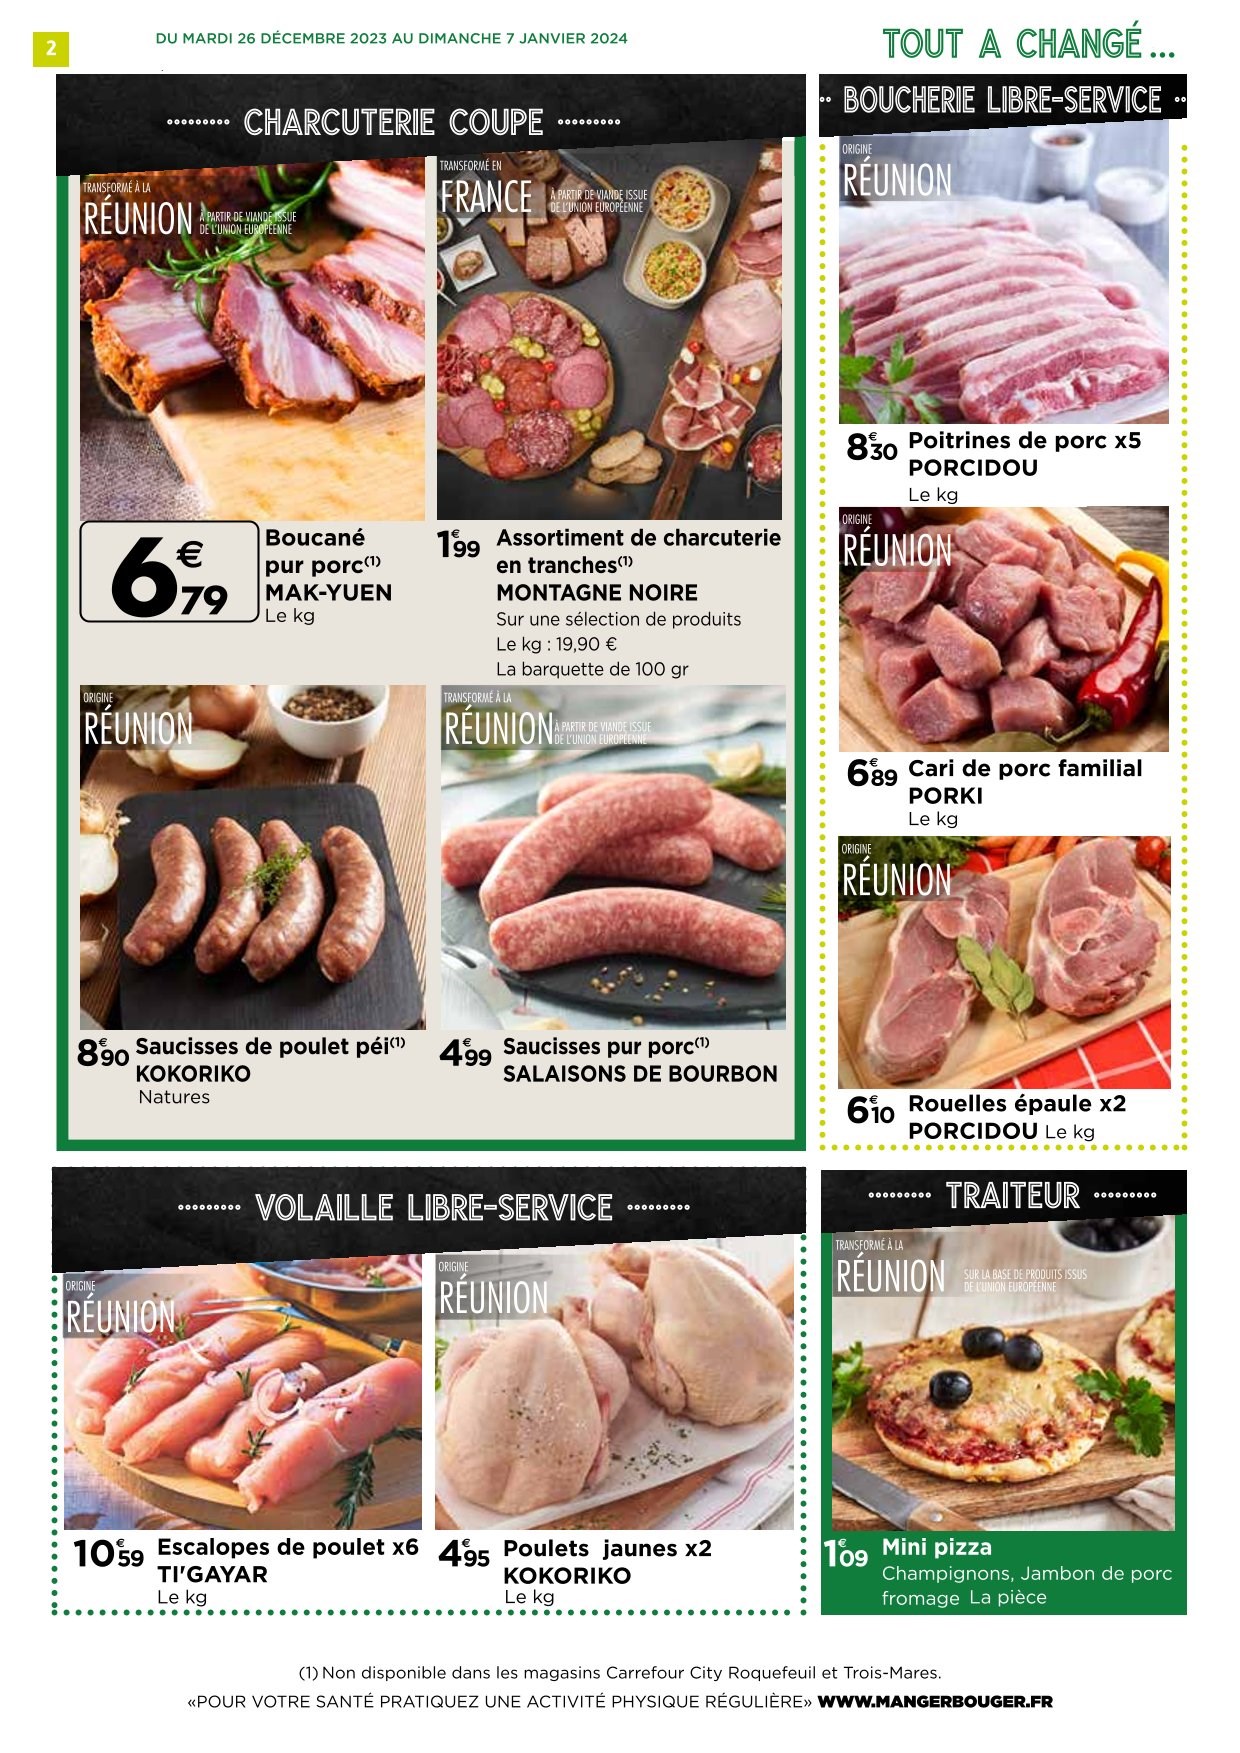 2
DU MARDI 26 DÉCEMBRE 2023 AU DIMANCHE 7 JANVIER 2024
TOUT A CHANGÉ...
CHARCUTERIE COUPE
TRANSFORMÉ À LA
RÉUNION À PARTIR DE VIANDE ISSUE
DE L'UNION EUROPÉENNE
6€79
Boucané
pur porc(1)
MAK-YUEN
Le kg
TRANSFORMÉ EN
FRANCE À PARTIR DE VIANDE ISSUE
DE L'UNION EUROPÉENNE
1€99
Assortiment de charcuterie
en tranches(1)
MONTAGNE NOIRE
Sur une sélection de produits
Le kg : 19,90 €
La barquette de 100 gr
ORIGINE
RÉUNION
8€90 Saucisses de poulet péi(1)
KOKORIKO
Natures
TRANSFORMÉ À LA
RÉUNION À PARTIR DE VIANDE ISSUE
DE L'UNION EUROPÉENNE
4€99 Saucisses pur porc(1)
SALAISONS DE BOURBON
BOUCHERIE LIBRE-SERVICE
ORIGINE
RÉUNION
8€30 Poitrines de porc x5
PORCIDOU
Le kg
ORIGINE
RÉUNION
6€89 Cari de porc familial
PORKI
Le kg
ORIGINE
RÉUNION
6€10 Rouelles épaule x2
PORCIDOU Le kg
VOLAILLE LIBRE-SERVICE
ORIGINE
RÉUNION
10€59 Escalopes de poulet x6
TI'GAYAR
Le kg
ORIGINE
RÉUNION
4€95 Poulets jaunes x2
KOKORIKO
Le kg
TRAITEUR
TRANSFORMÉ À LA
RÉUNION SUR LA BASE DE PRODUITS ISSUS
DE L'UNION EUROPÉENNE
1€09 Mini pizza
Champignons, Jambon de porc
fromage La pièce
(1) Non disponible dans les magasins Carrefour City Roquefeuil et Trois-Mares.
«POUR VOTRE SANTÉ PRATIQUEZ UNE ACTIVITÉ PHYSIQUE RÉGULIÈRE» WWW.MANGERBOUGER.FR